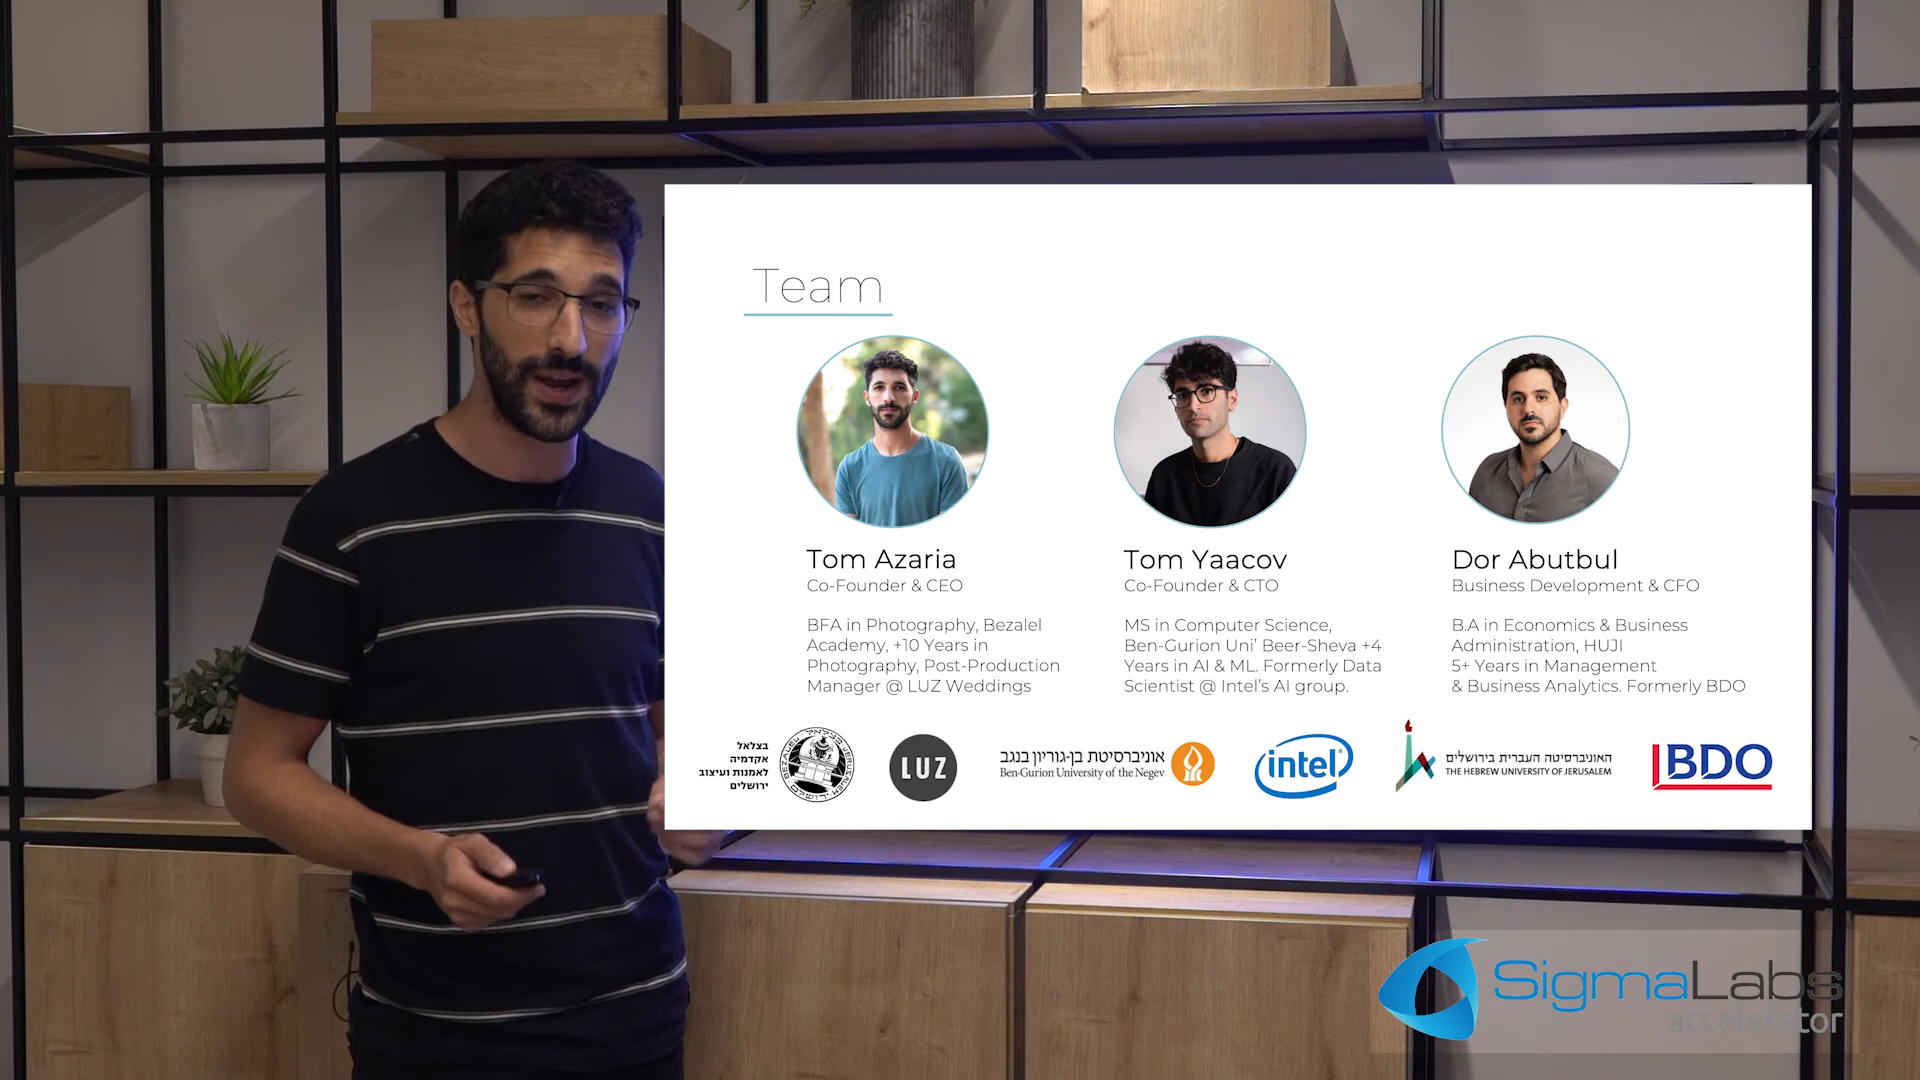 Team
Tom Azaria
Co-Founder & CEO
BFA in Photography, Bezalel
Academy, +10 Years in
Photography, Post-Production
Manager @ LUZ Weddings
Tom Yaacov
Co-Founder & CTO
MS in Computer Science,
Ben-Gurion Uni’ Beer-Sheva +4
Years in AI & ML. Formerly Data
Scientist @ Intel’s AI group.
Dor Abutbul
Business Development & CFO
B.A in Economics & Business
Administration, HUJI
5+ Years in Management
& Business Analytics. Formerly BDO
בצלאל
אקדמיה
לאמנות ועיצוב
ירושלים
LUZ
אוניברסיטת בן-גוריון בנגב
Ben-Gurion University of the Negev
intel
האוניברסיטה העברית בירושלים
THE HEBREW UNIVERSITY OF JERUSALEM
BDO
SigmaLabs
accelerator